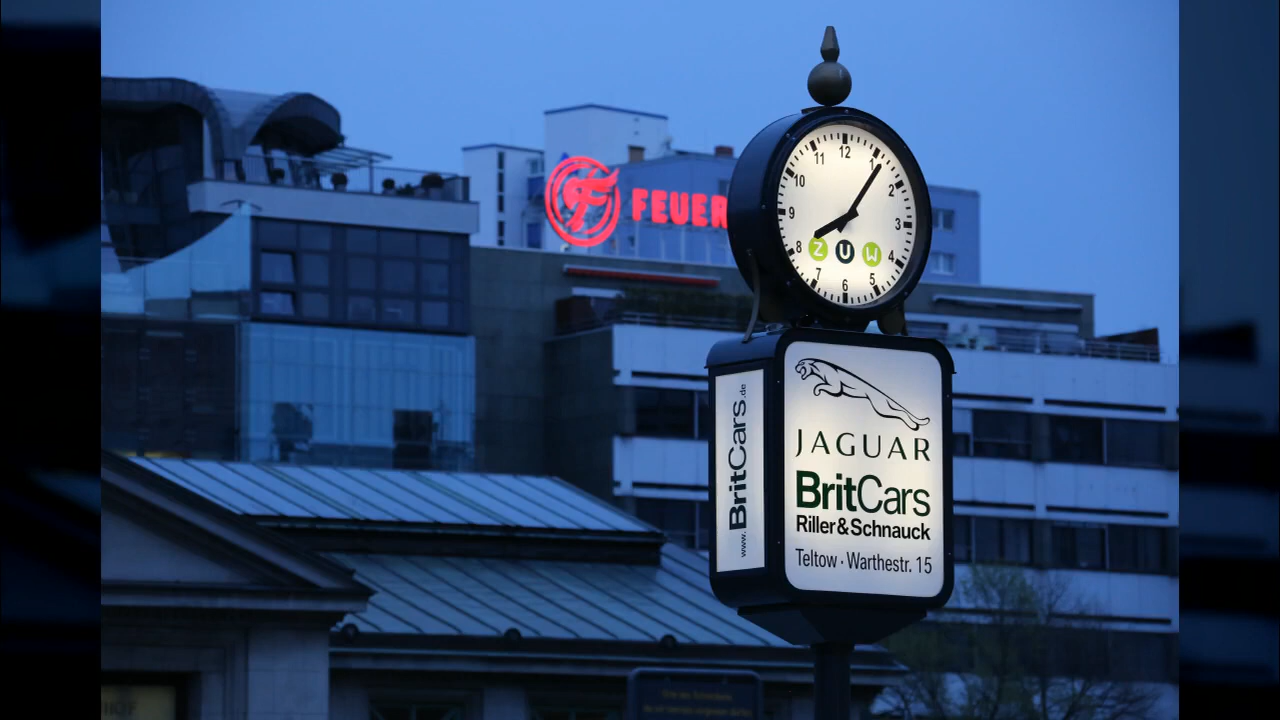 FEUER
12
1
2
3
4
5
6
7
8
9
10
11
Z U W
JAGUAR
BritCars
Riller&Schnauck
Teltow · Warthestr. 15
www.BritCars.de